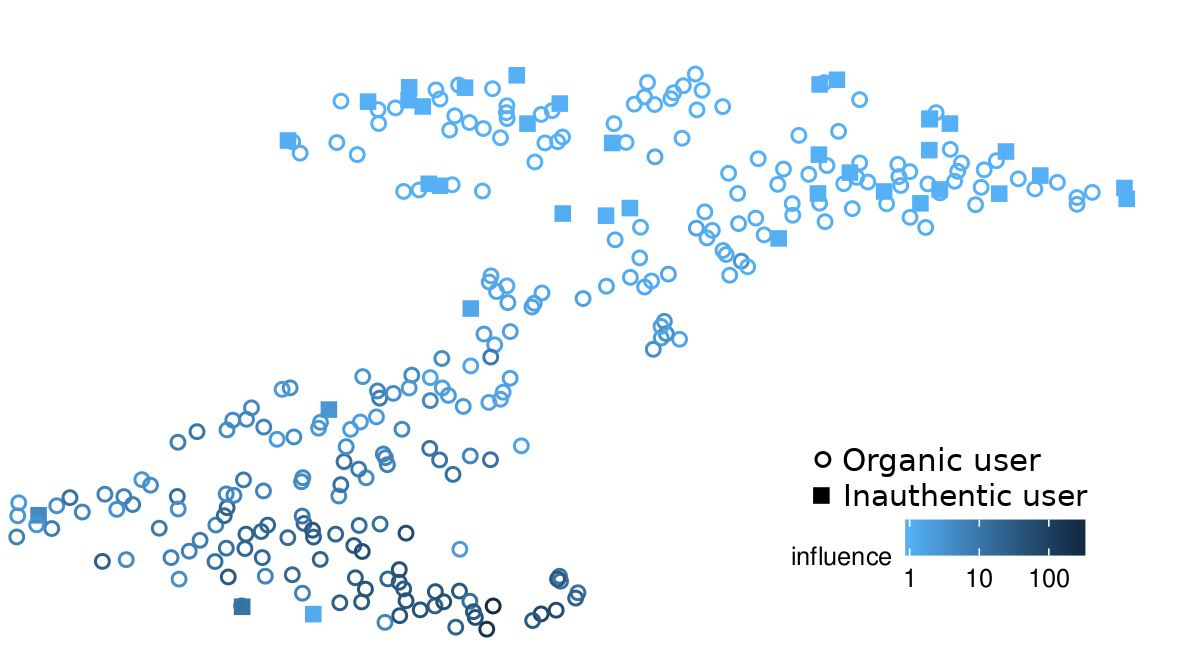 Organic user
Inauthentic user
influence
1 10 100